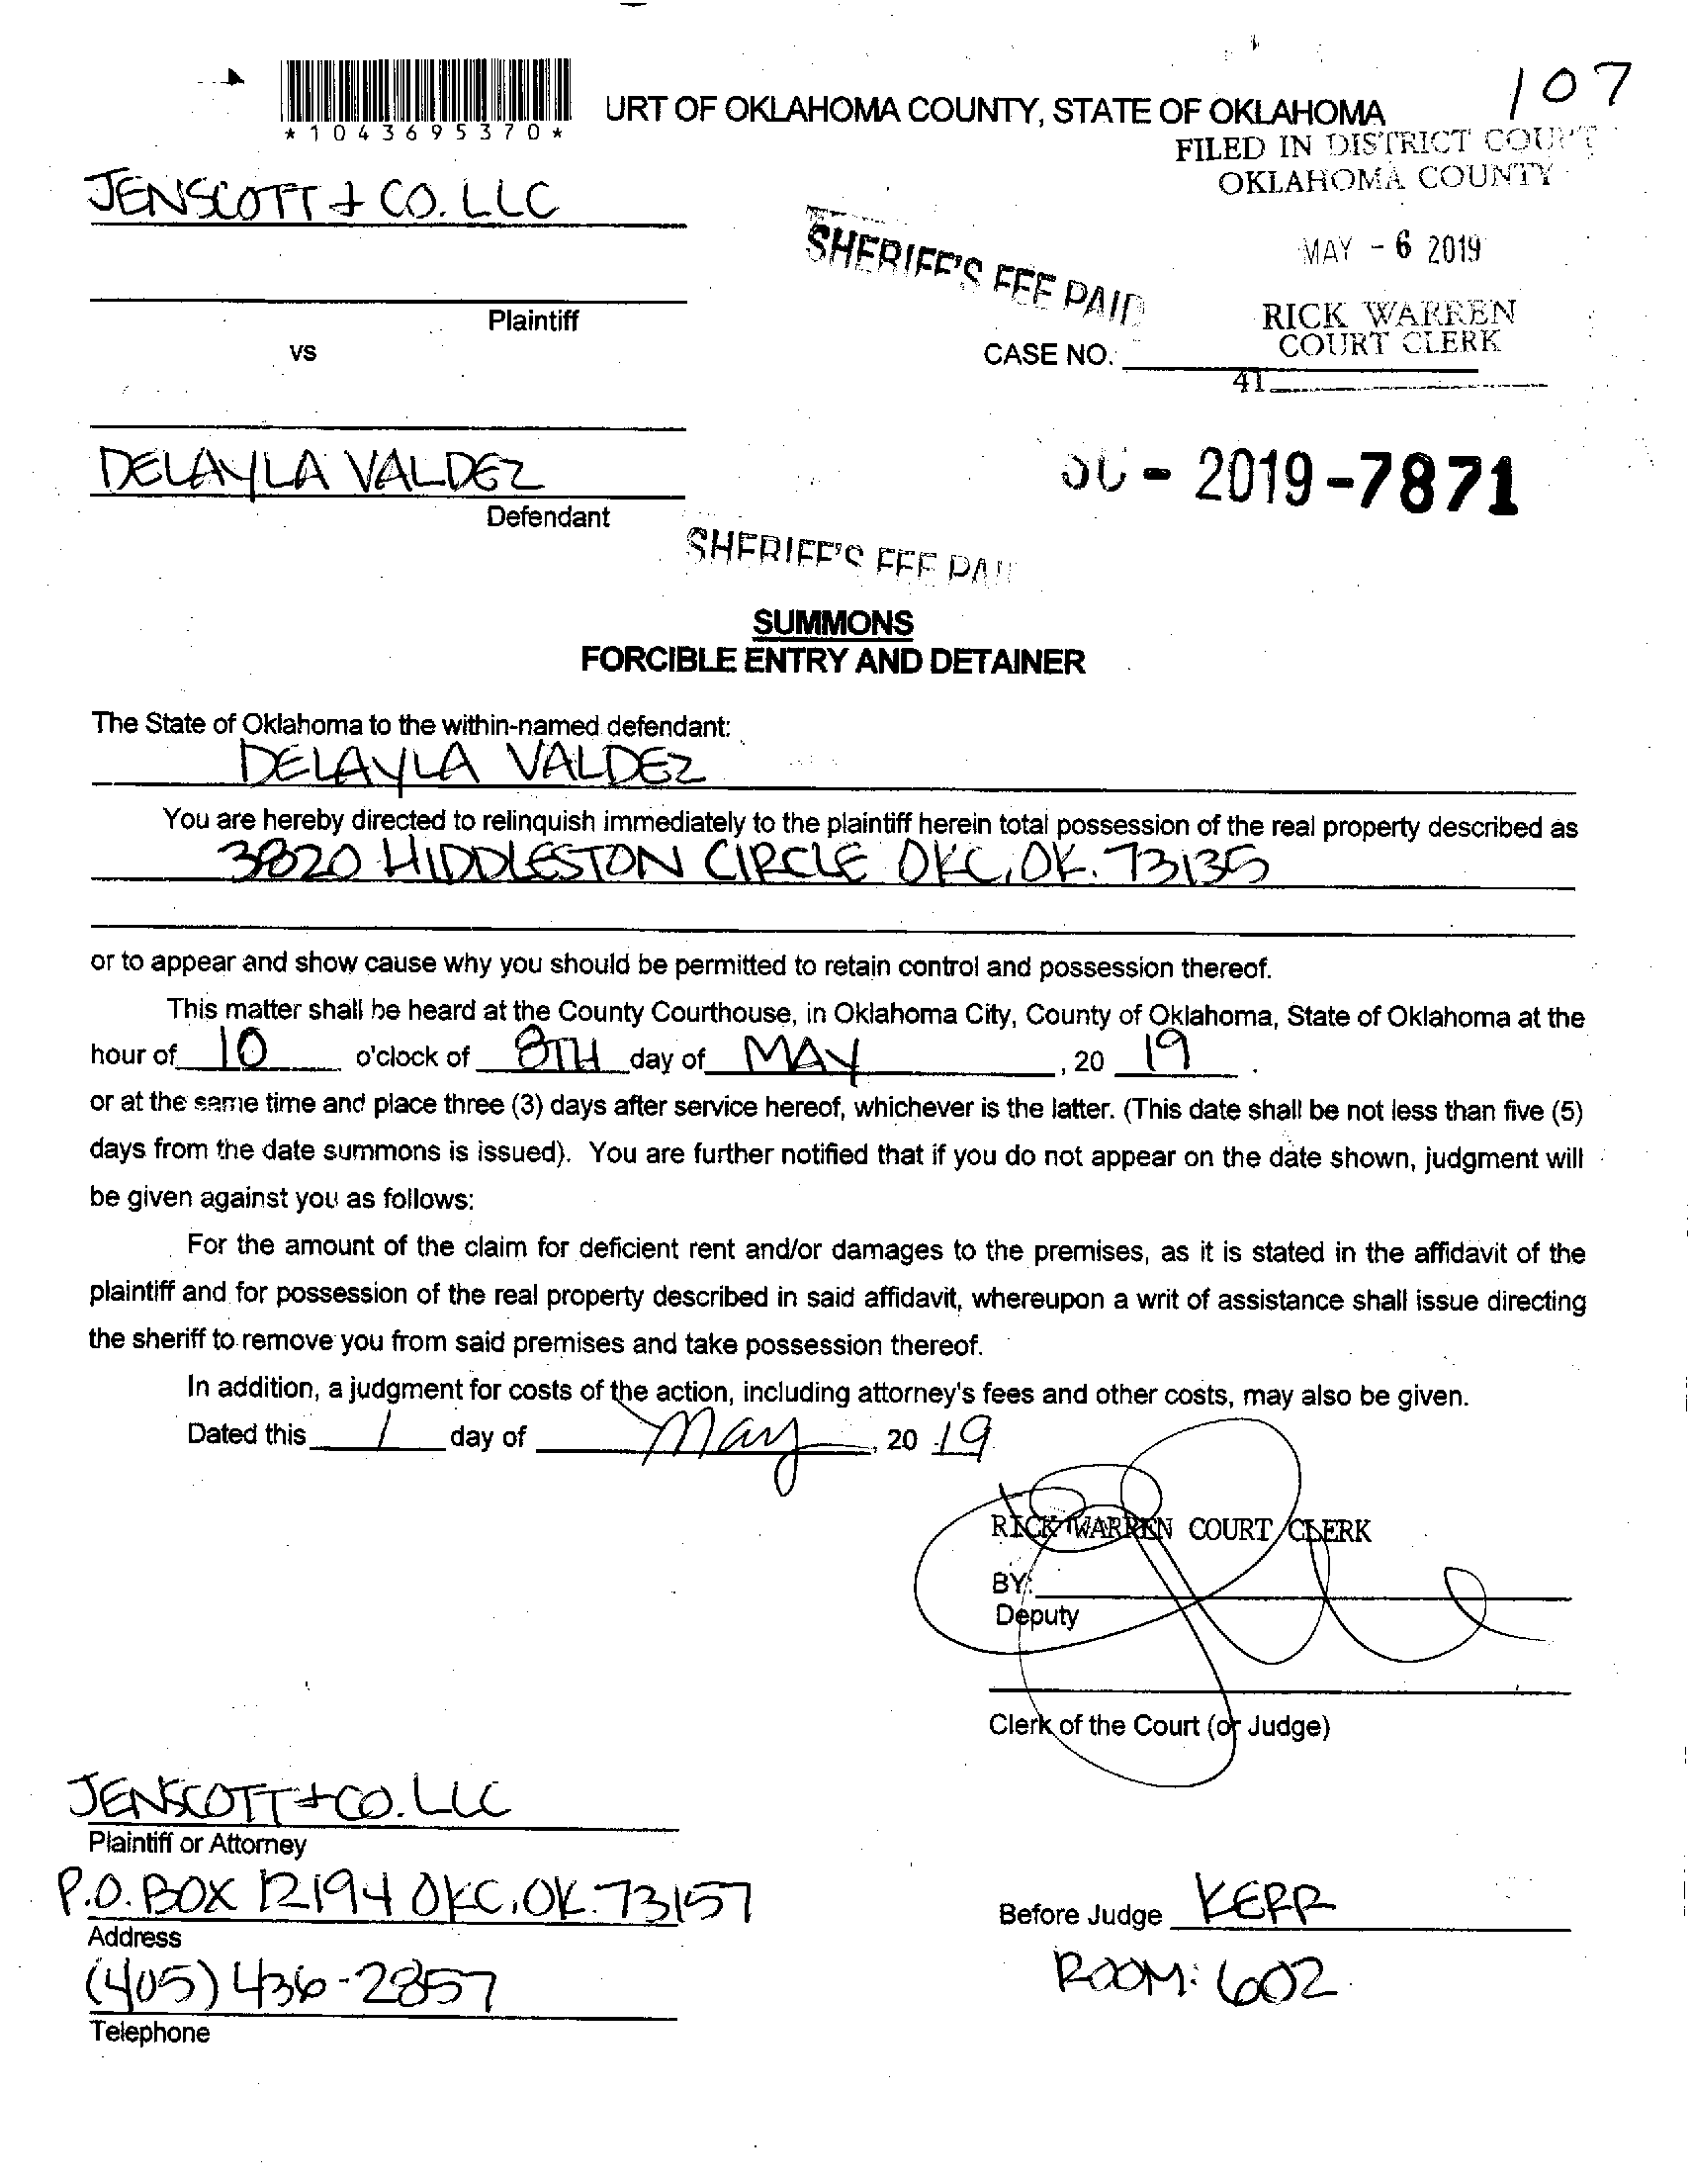 107
*1043695370*
URT OF OKLAHOMA COUNTY, STATE OF OKLAHOMA
FILED IN DISTRICT COURT
OKLAHOMA COUNTY
JENSCOTT + CO. LLC
SHERIFF'S FEE PAID
MAY - 6 2019
Plaintiff
RICK WARREN
COURT CLERK
vs
CASE NO.
41
DELAYLA VALDEZ
- 2019-7871
Defendant
SHERIFF'S FEE PAI
SUMMONS
FORCIBLE ENTRY AND DETAINER
The State of Oklahoma to the within-named defendant:
DELAYLA VALDEZ
You are hereby directed to relinquish immediately to the plaintiff herein total possession of the real property described as
3820 HIDDLESTON CIRCLE OKC, OK. 73135
or to appear and show cause why you should be permitted to retain control and possession thereof.
This matter shall be heard at the County Courthouse, in Oklahoma City, County of Oklahoma, State of Oklahoma at the
hour of 10 o'clock of 8TH day of MAY, 20 19.
or at the same time and place three (3) days after service hereof, whichever is the latter. (This date shall be not less than five (5)
days from the date summons is issued). You are further notified that if you do not appear on the date shown, judgment will
be given against you as follows:
For the amount of the claim for deficient rent and/or damages to the premises, as it is stated in the affidavit of the
plaintiff and for possession of the real property described in said affidavit, whereupon a writ of assistance shall issue directing
the sheriff to remove you from said premises and take possession thereof.
In addition, a judgment for costs of the action, including attorney's fees and other costs, may also be given.
Dated this 1 day of May, 20 19
RICK WARREN COURT CLERK
BY:
Deputy
Clerk of the Court (or Judge)
JENSCOTT + CO. LLC
Plaintiff or Attorney
P.O. BOX 12194 OKC, OK. 73157
Address
Before Judge KERR
(405) 436-2857
ROOM: 602
Telephone